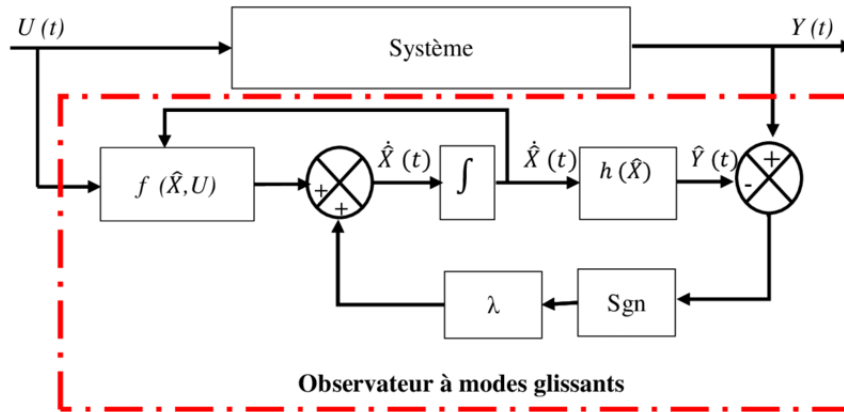 U (t)
Système
Y (t)
f (X̂,U)
+
+
Ẋ̂ (t)
∫
Ẋ̂ (t)
h (X̂)
Ŷ (t)
+
-
λ
Sgn
Observateur à modes glissants